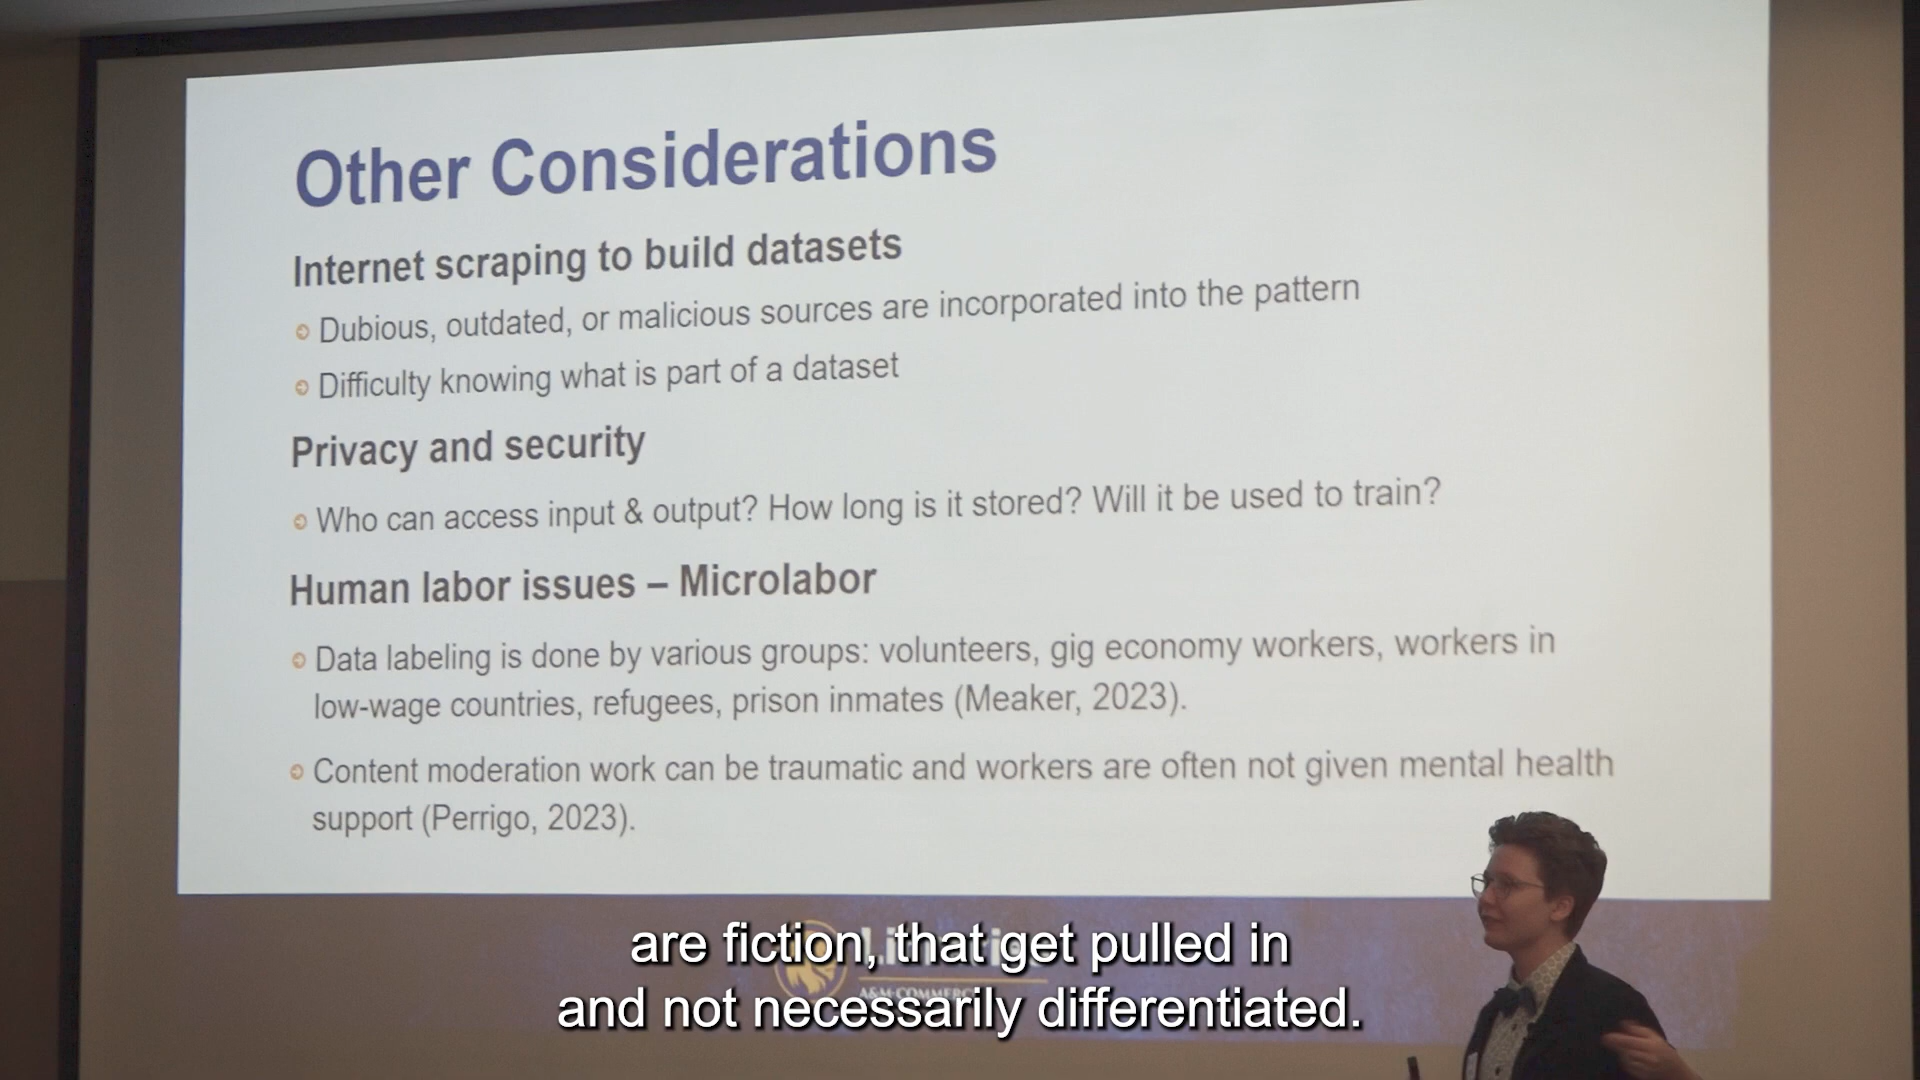 Other Considerations
Internet scraping to build datasets
Dubious, outdated, or malicious sources are incorporated into the pattern
Difficulty knowing what is part of a dataset
Privacy and security
Who can access input & output? How long is it stored? Will it be used to train?
Human labor issues – Microlabor
Data labeling is done by various groups: volunteers, gig economy workers, workers in
low-wage countries, refugees, prison inmates (Meaker, 2023).
Content moderation work can be traumatic and workers are often not given mental health
support (Perrigo, 2023).
are fiction, that get pulled in
and not necessarily differentiated.